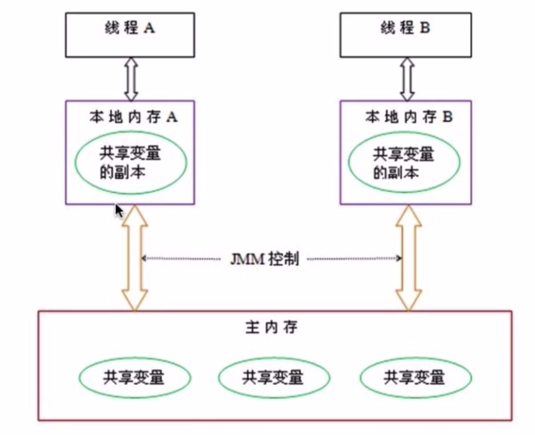 线程 A
线程 B
本地内存 A
本地内存 B
共享变量
的副本
共享变量
的副本
JMM 控制
主内存
共享变量
共享变量
共享变量